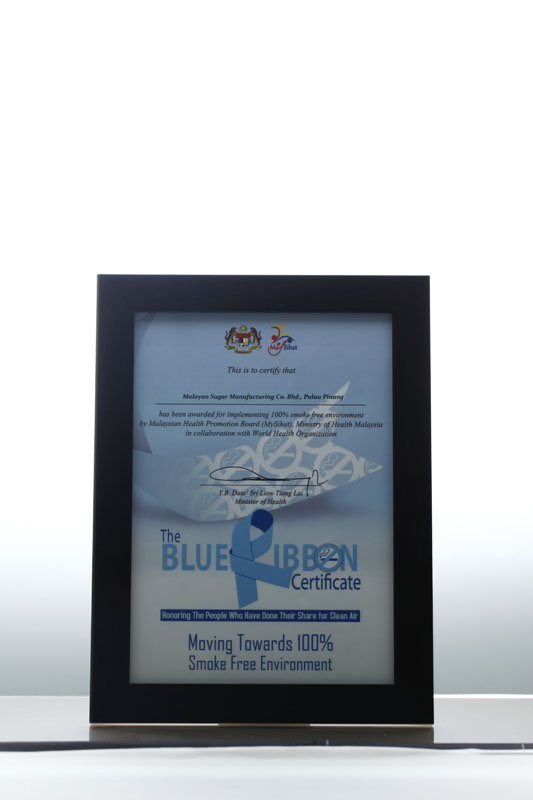 MySihat
This is to certify that
Malayan Sugar Manufacturing Co. Bhd., Pulau Pinang
has been awarded for implementing 100% smoke free environment
by Malaysian Health Promotion Board (MySihat), Ministry of Health Malaysia
in collaboration with World Health Organization
Y.B. Dato' Sri Liow Tiong Lai
Minister of Health
The
BLUE RIBBON
Certificate
Honoring The People Who Have Done Their Share for Clean Air
Moving Towards 100%
Smoke Free Environment